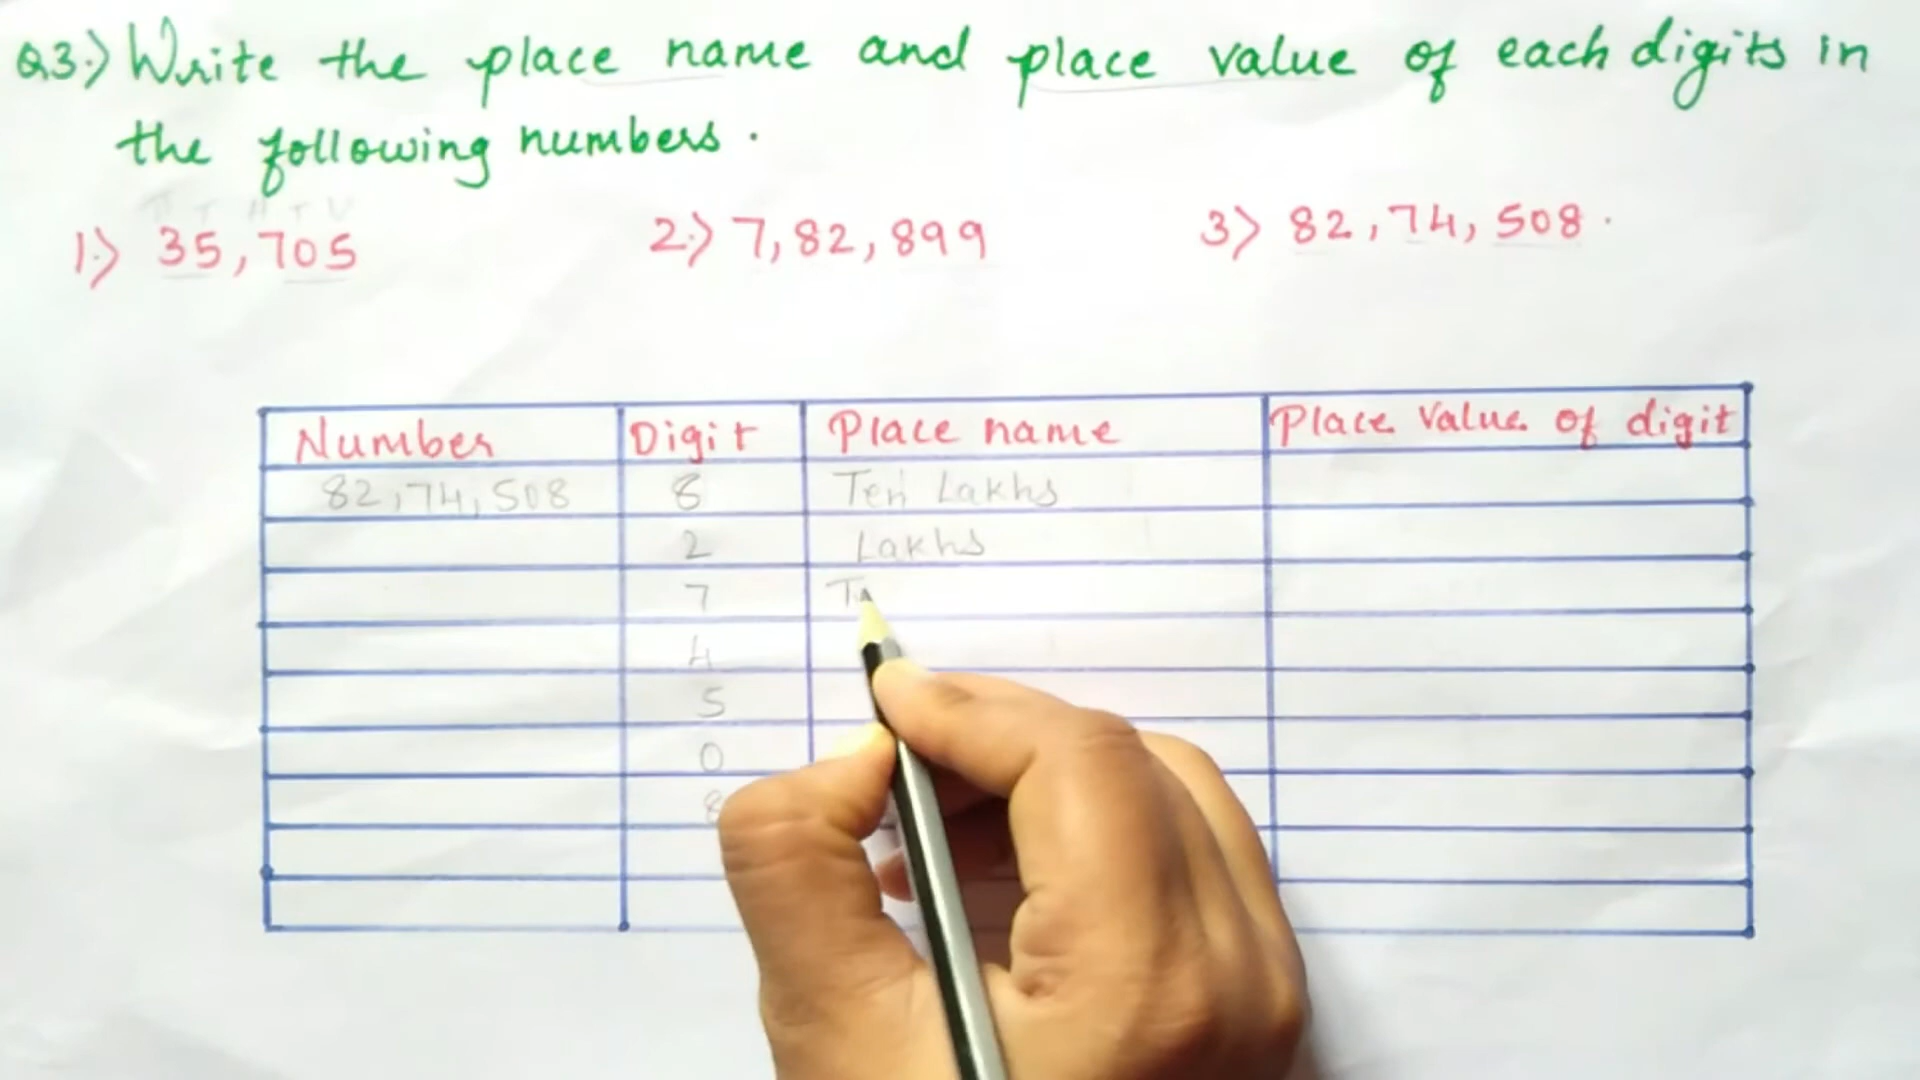 Q3.) Write the place name and place value of each digits in
the following numbers.
T T H T U
1.) 35,705 2.) 7,82,899 3.) 82,74,508.
Number Digit Place name Place Value of digit
82,74,508 8 Ten Lakhs
2 Lakhs
7
4
5
0
8